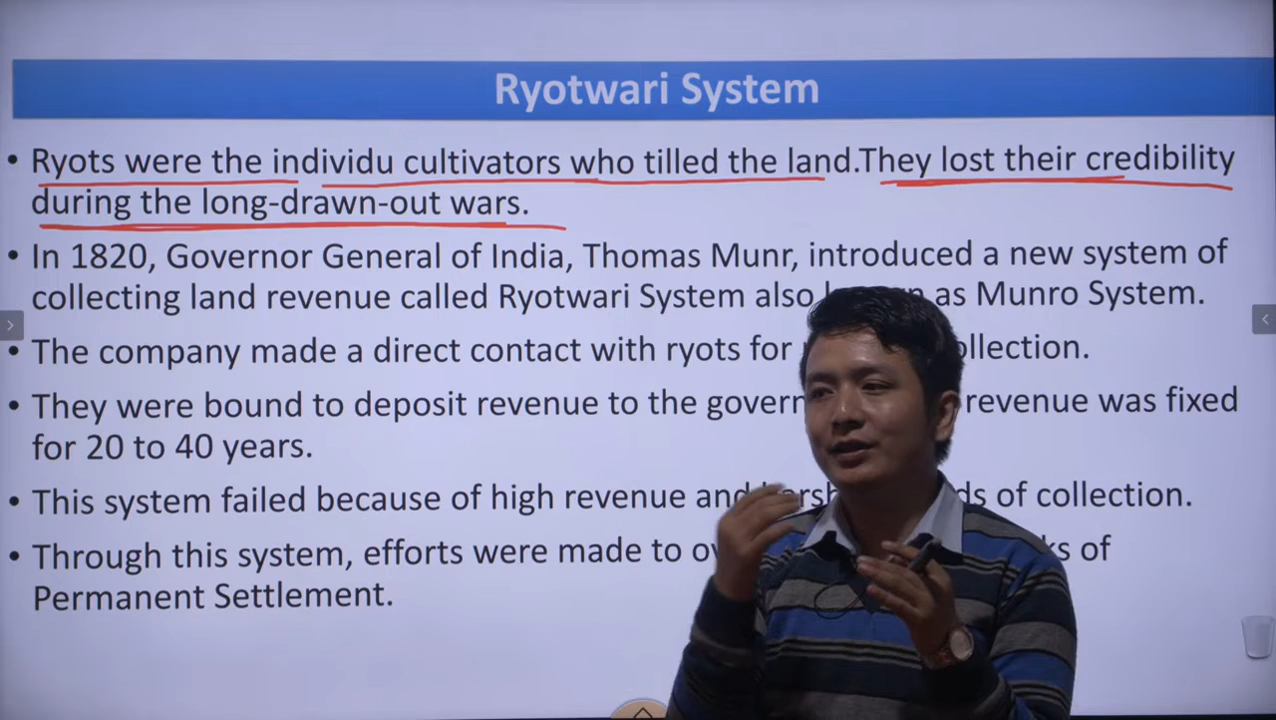 Ryotwari System
• Ryots were the individu cultivators who tilled the land.They lost their credibility
during the long-drawn-out wars.
• In 1820, Governor General of India, Thomas Munr, introduced a new system of
collecting land revenue called Ryotwari System also as Munro System.
• The company made a direct contact with ryots for
• They were bound to deposit revenue to the revenue was fixed
for 20 to 40 years.
• This system failed because of high revenue and of collection.
• Through this system, efforts were made to of
Permanent Settlement.